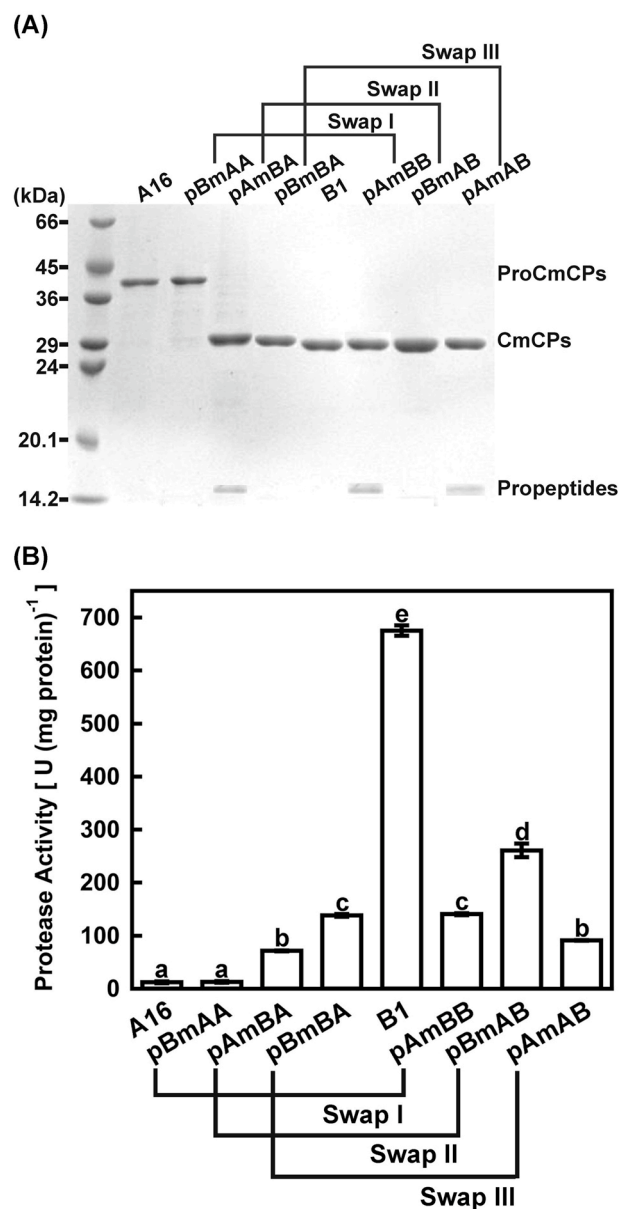 (A)
Swap III
Swap II
Swap I
(kDa) A16 pBmAA pAmBA pBmBA B1 pAmBB pBmAB pAmAB
66
45
ProCmCPs
36
29
CmCPs
24
20.1
14.2
Propeptides
(B)
Protease Activity [ U (mg protein)⁻¹ ]
700
600
500
400
300
200
100
0
a a b c e c d b
A16 pBmAA pAmBA pBmBA B1 pAmBB pBmAB pAmAB
Swap I
Swap II
Swap III